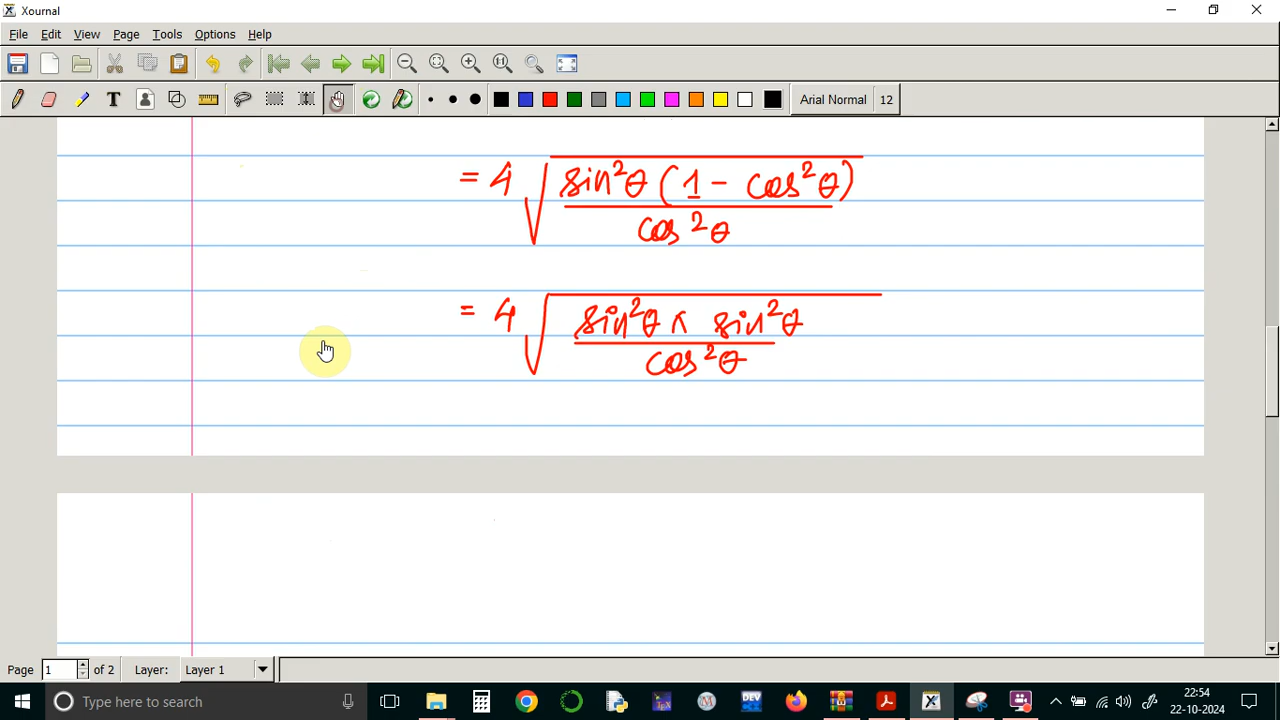 Xournal
File Edit View Page Tools Options Help
Arial Normal 12
= 4 √(sin²θ (1 - cos²θ) / cos²θ)
= 4 √(sin²θ × sin²θ / cos²θ)
Page 1 of 2 Layer: Layer 1
Type here to search
22:54
22-10-2024